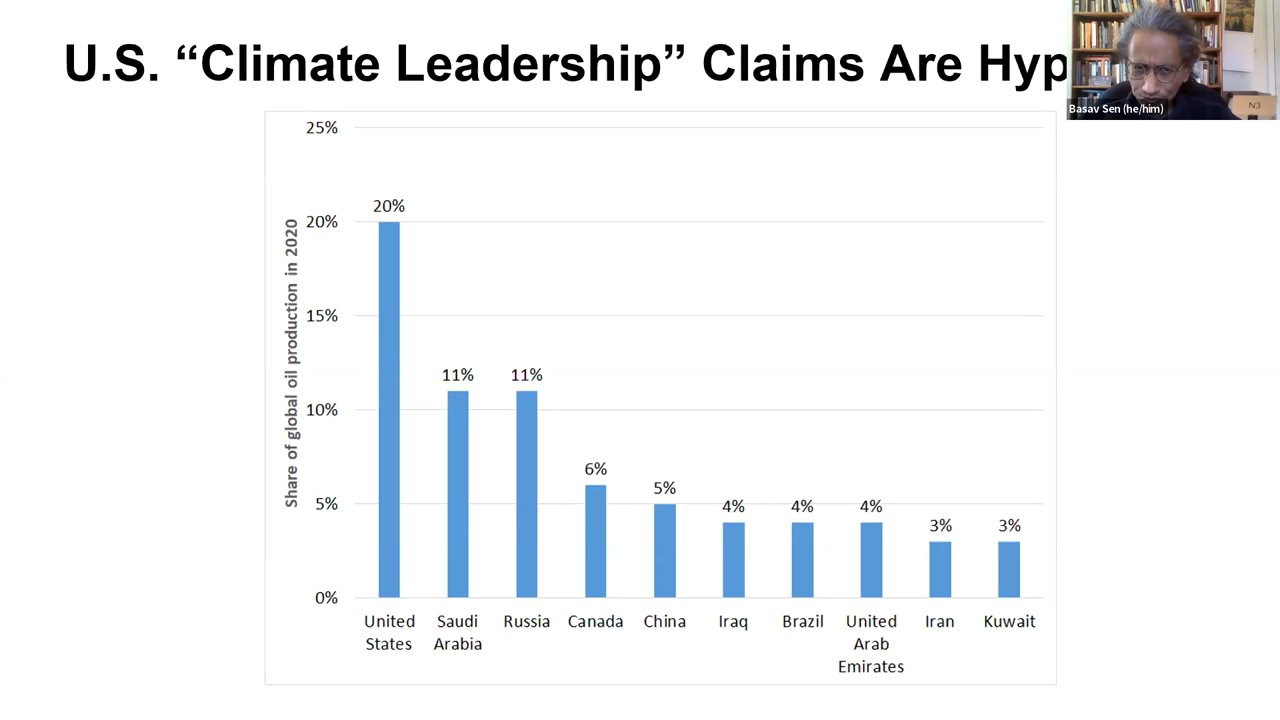 U.S. “Climate Leadership” Claims Are Hyp
Basav Sen (he/him)
N3
Share of global oil production in 2020
25%
20%
15%
10%
5%
0%
20%
11%
11%
6%
5%
4%
4%
4%
3%
3%
United States
Saudi Arabia
Russia
Canada
China
Iraq
Brazil
United Arab Emirates
Iran
Kuwait